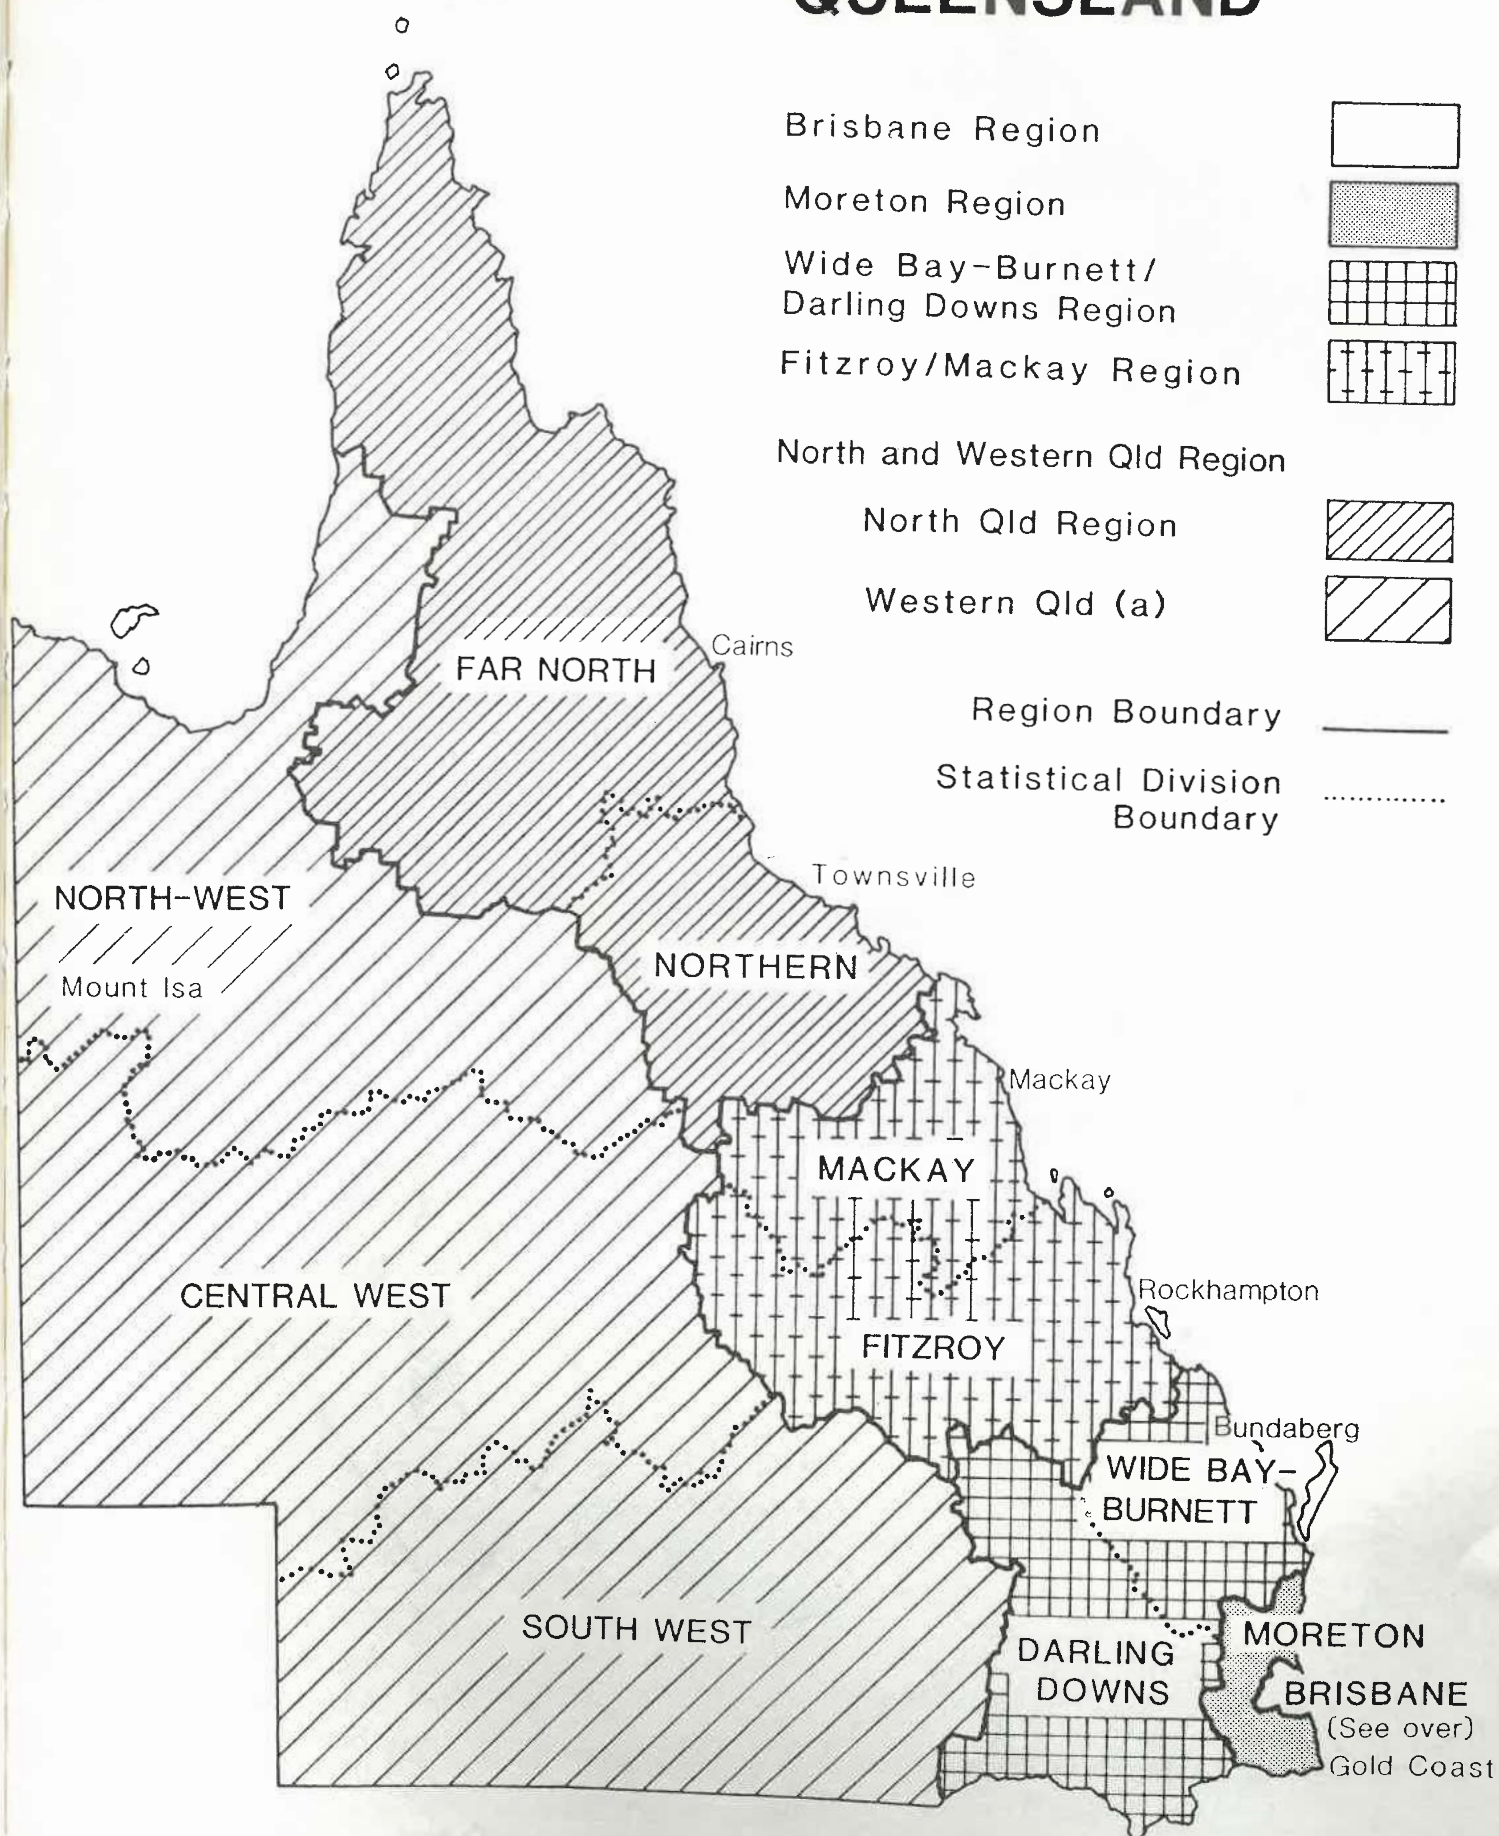 QUEENSLAND
Brisbane Region
Moreton Region
Wide Bay-Burnett/
Darling Downs Region
Fitzroy/Mackay Region
North and Western Qld Region
North Qld Region
Western Qld (a)
Region Boundary
Statistical Division
Boundary
Cairns
FAR NORTH
Townsville
NORTH-WEST
Mount Isa
NORTHERN
Mackay
MACKAY
CENTRAL WEST
Rockhampton
FITZROY
Bundaberg
WIDE BAY-
BURNETT
SOUTH WEST
MORETON
DARLING
DOWNS
BRISBANE
(See over)
Gold Coast